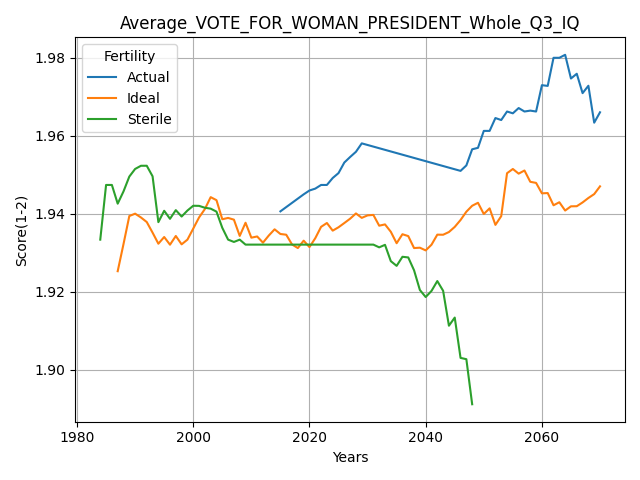 Average_VOTE_FOR_WOMAN_PRESIDENT_Whole_Q3_IQ
Fertility
Actual
Ideal
Sterile
Score(1-2)
1.98
1.96
1.94
1.92
1.90
1980
2000
2020
2040
2060
Years